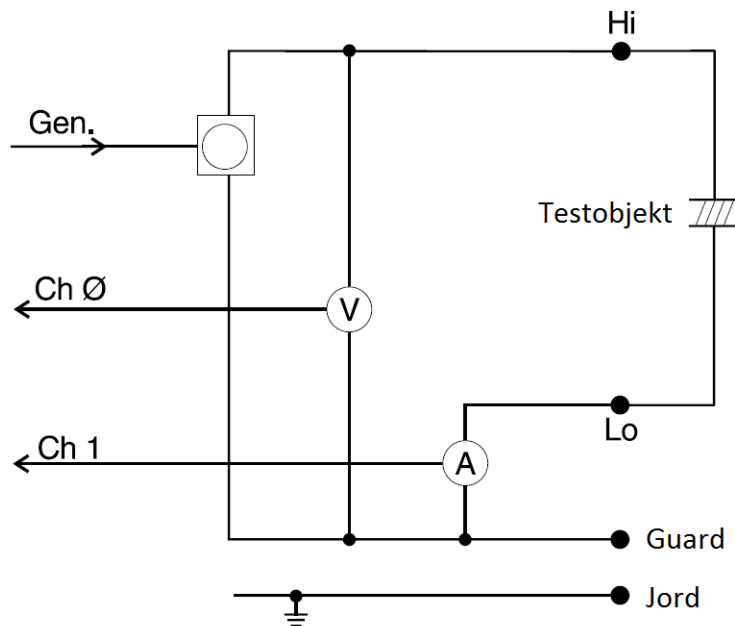 Hi
Gen.
Testobjekt
Ch Ø
V
Lo
Ch 1
A
Guard
Jord